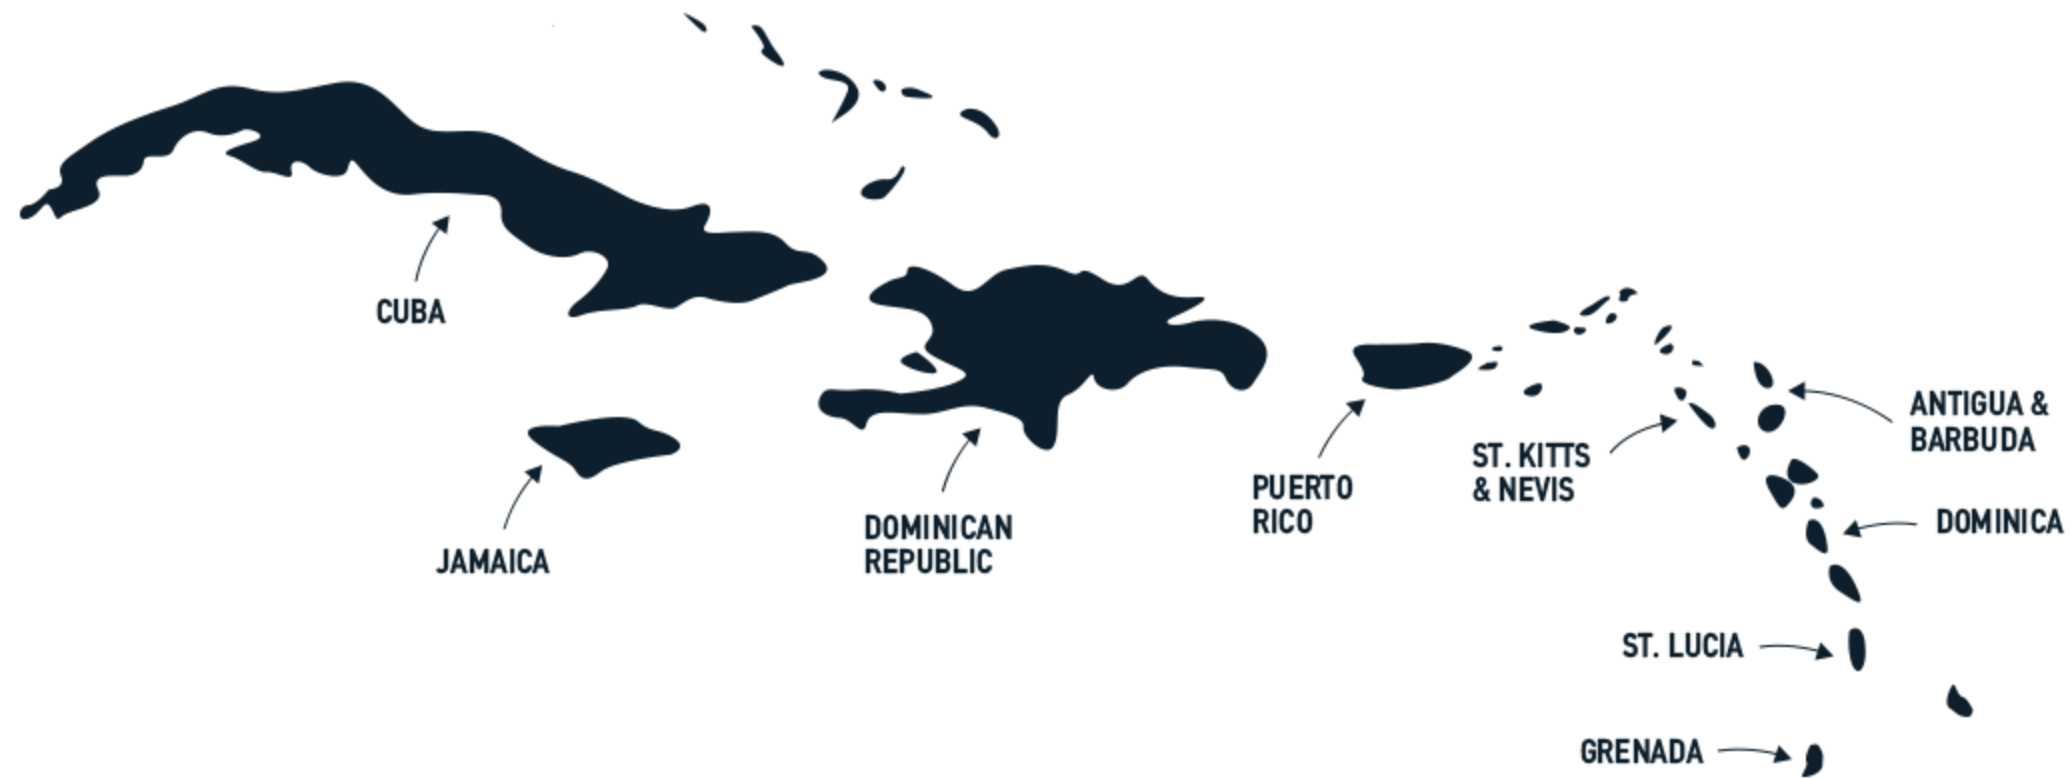 CUBA
JAMAICA
DOMINICAN
REPUBLIC
PUERTO
RICO
ST. KITTS
& NEVIS
ANTIGUA &
BARBUDA
DOMINICA
ST. LUCIA
GRENADA